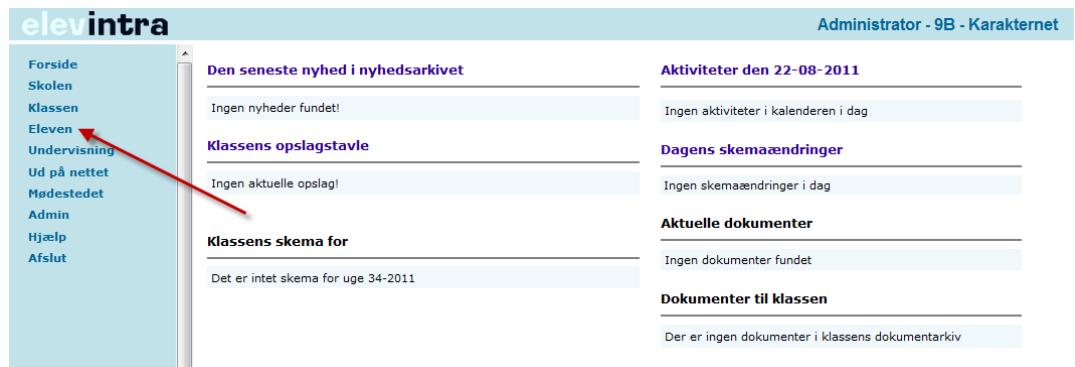 elevintra
Administrator - 9B - Karakternet
Forside
Skolen
Klassen
Eleven
Undervisning
Ud på nettet
Mødestedet
Admin
Hjælp
Afslut
Den seneste nyhed i nyhedsarkivet
Ingen nyheder fundet!
Klassens opslagstavle
Ingen aktuelle opslag!
Klassens skema for
Det er intet skema for uge 34-2011
Aktiviteter den 22-08-2011
Ingen aktiviteter i kalenderen i dag
Dagens skemaændringer
Ingen skemaændringer i dag
Aktuelle dokumenter
Ingen dokumenter fundet
Dokumenter til klassen
Der er ingen dokumenter i klassens dokumentarkiv